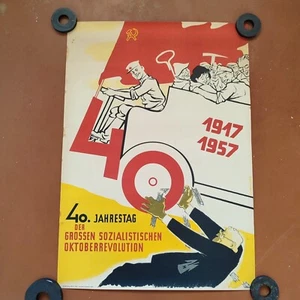 1917
1957
40. JAHRESTAG
DER
GROSSEN SOZIALISTISCHEN
OKTOBERREVOLUTION